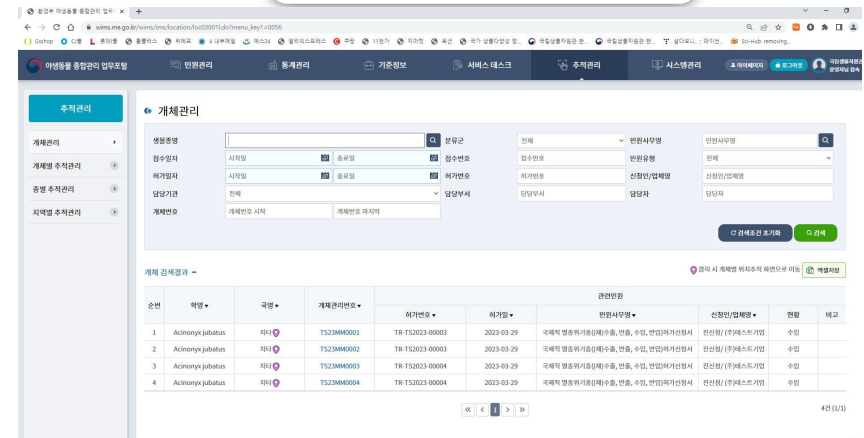 환경부 야생동물 종합관리 업무...
wims.me.go.kr/wims/ims/location/loc03001l.do?menu_key1=0056
야생동물 종합관리 업무포털
민원관리
통계관리
기준정보
서비스 데스크
추적관리
시스템관리
마이페이지
로그아웃
추적관리
개체관리
개체관리
개체별 추적관리
종별 추적관리
지역별 추적관리
생물종명 분류군 전체 민원사무명 민원사무명
접수일자 시작일 종료일 접수번호 접수번호 민원유형 전체
허가일자 시작일 종료일 허가번호 허가번호 신청인/업체명 신청인/업체명
담당기관 전체 담당부서 담당부서 담당자 담당자
개체번호 개체번호 시작 개체번호 마지막
검색조건 초기화 검색
개체 검색결과
클릭 시 개체별 위치추적 화면으로 이동 엑셀저장
순번 학명 국명 개체관리번호 관련민원
허가번호 허가일 민원사무명 신청인/업체명 현황 비고
1 Acinonyx jubatus 치타 TS23MM0001 TR-TS2023-00003 2023-03-29 국제적 멸종위기종((재)수출, 반출, 수입, 반입)허가신청서 진신청/ (주)테스트기업 수입
2 Acinonyx jubatus 치타 TS23MM0002 TR-TS2023-00003 2023-03-29 국제적 멸종위기종((재)수출, 반출, 수입, 반입)허가신청서 진신청/ (주)테스트기업 수입
3 Acinonyx jubatus 치타 TS23MM0003 TR-TS2023-00004 2023-03-29 국제적 멸종위기종((재)수출, 반출, 수입, 반입)허가신청서 진신청/ (주)테스트기업 수입
4 Acinonyx jubatus 치타 TS23MM0004 TR-TS2023-00004 2023-03-29 국제적 멸종위기종((재)수출, 반출, 수입, 반입)허가신청서 진신청/ (주)테스트기업 수입
1
4건 (1/1)